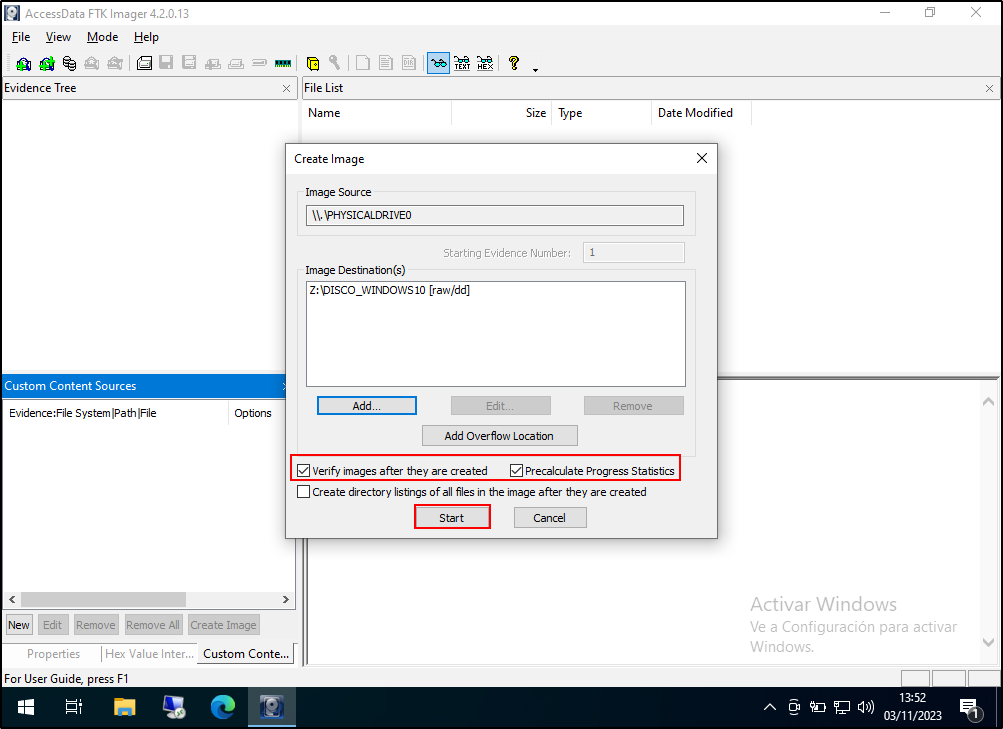 AccessData FTK Imager 4.2.0.13
File View Mode Help
TEXT HEX
Evidence Tree
File List
Name Size Type Date Modified
Create Image
Image Source
\\.\PHYSICALDRIVE0
Starting Evidence Number: 1
Image Destination(s)
Z:\DISCO_WINDOWS10 [raw/dd]
Add... Edit... Remove
Add Overflow Location
Verify images after they are created Precalculate Progress Statistics
Create directory listings of all files in the image after they are created
Start Cancel
Custom Content Sources
Evidence:File System|Path|File Options
New Edit Remove Remove All Create Image
Properties Hex Value Inter... Custom Conte...
Activar Windows
Ve a Configuración para activar
Windows.
For User Guide, press F1
13:52
03/11/2023
1